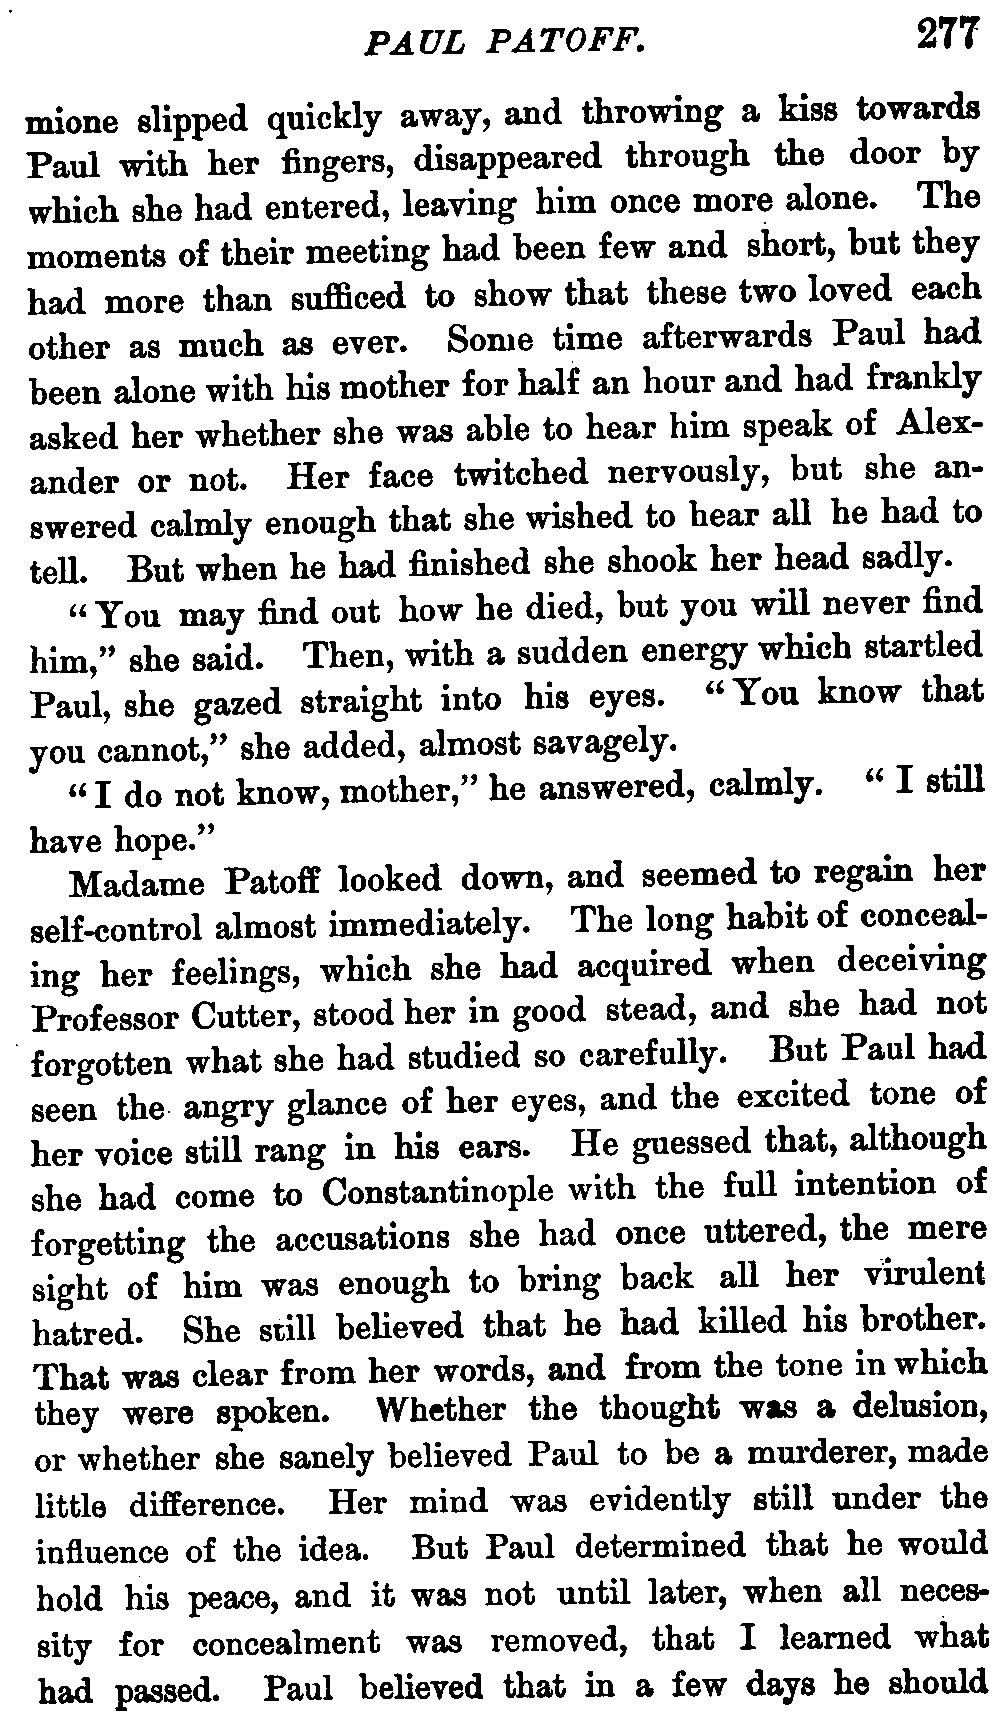 PAUL PATOFF. 277
mione slipped quickly away, and throwing a kiss towards
Paul with her fingers, disappeared through the door by
which she had entered, leaving him once more alone. The
moments of their meeting had been few and short, but they
had more than sufficed to show that these two loved each
other as much as ever. Some time afterwards Paul had
been alone with his mother for half an hour and had frankly
asked her whether she was able to hear him speak of Alex-
ander or not. Her face twitched nervously, but she an-
swered calmly enough that she wished to hear all he had to
tell. But when he had finished she shook her head sadly.
“You may find out how he died, but you will never find
him,” she said. Then, with a sudden energy which startled
Paul, she gazed straight into his eyes. “You know that
you cannot,” she added, almost savagely.
“I do not know, mother,” he answered, calmly. “I still
have hope.”
Madame Patoff looked down, and seemed to regain her
self-control almost immediately. The long habit of conceal-
ing her feelings, which she had acquired when deceiving
Professor Cutter, stood her in good stead, and she had not
forgotten what she had studied so carefully. But Paul had
seen the angry glance of her eyes, and the excited tone of
her voice still rang in his ears. He guessed that, although
she had come to Constantinople with the full intention of
forgetting the accusations she had once uttered, the mere
sight of him was enough to bring back all her virulent
hatred. She still believed that he had killed his brother.
That was clear from her words, and from the tone in which
they were spoken. Whether the thought was a delusion,
or whether she sanely believed Paul to be a murderer, made
little difference. Her mind was evidently still under the
influence of the idea. But Paul determined that he would
hold his peace, and it was not until later, when all neces-
sity for concealment was removed, that I learned what
had passed. Paul believed that in a few days he should